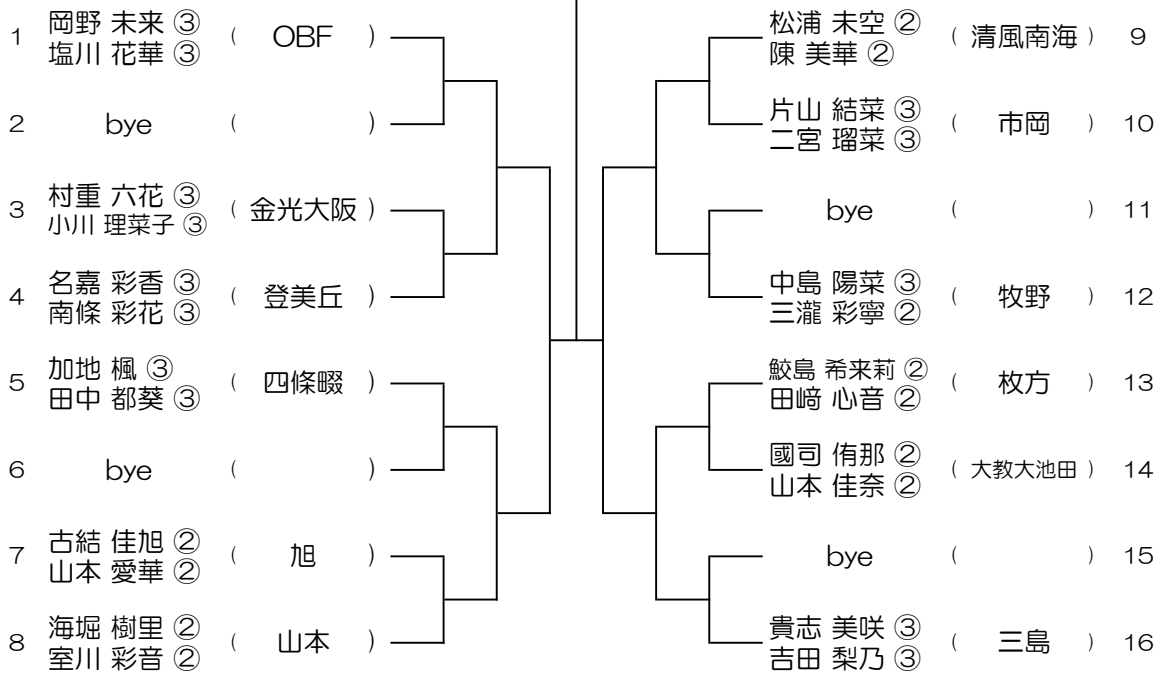 1 岡野 未来 ③ ( OBF )
塩川 花華 ③
2 bye ( )
3 村重 六花 ③ ( 金光大阪 )
小川 理菜子 ③
4 名嘉 彩香 ③ ( 登美丘 )
南條 彩花 ③
5 加地 楓 ③ ( 四條畷 )
田中 都葵 ③
6 bye ( )
7 古結 佳旭 ② ( 旭 )
山本 愛華 ②
8 海堀 樹里 ② ( 山本 )
室川 彩音 ②
松浦 未空 ② ( 清風南海 ) 9
陳 美華 ②
片山 結菜 ③ ( 市岡 ) 10
二宮 瑠菜 ③
bye ( ) 11
中島 陽菜 ③ ( 牧野 ) 12
三瀧 彩寧 ②
鮫島 希来莉 ② ( 枚方 ) 13
田﨑 心音 ②
國司 侑那 ② ( 大教大池田 ) 14
山本 佳奈 ②
bye ( ) 15
貴志 美咲 ③ ( 三島 ) 16
吉田 梨乃 ③